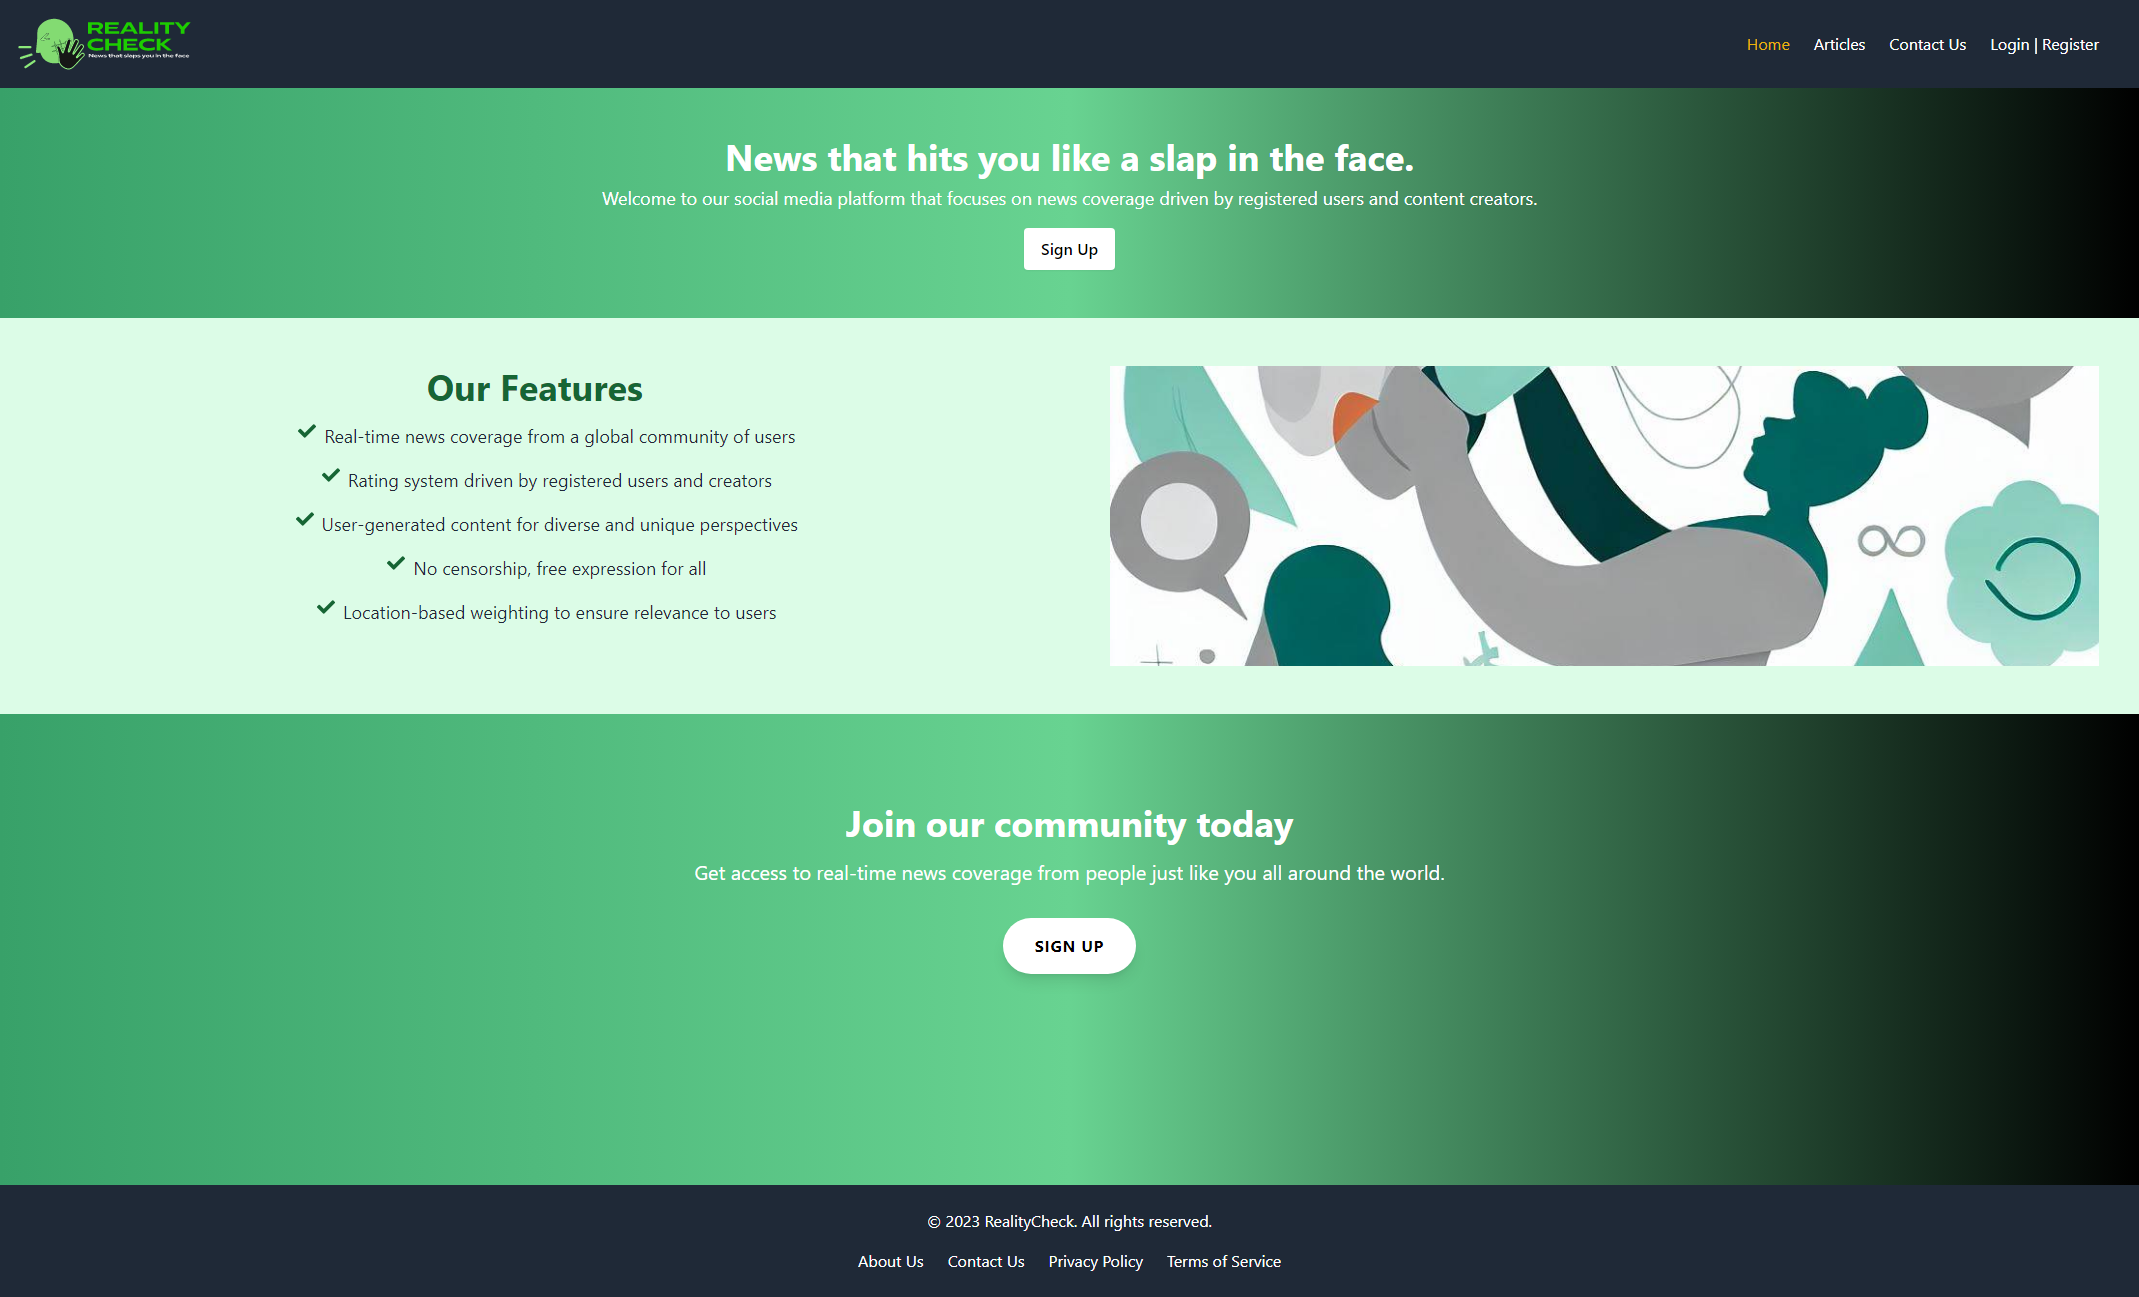 REALITY
CHECK
News that slaps you in the face
Home Articles Contact Us Login | Register
News that hits you like a slap in the face.
Welcome to our social media platform that focuses on news coverage driven by registered users and content creators.
Sign Up
Our Features
Real-time news coverage from a global community of users
Rating system driven by registered users and creators
User-generated content for diverse and unique perspectives
No censorship, free expression for all
Location-based weighting to ensure relevance to users
Join our community today
Get access to real-time news coverage from people just like you all around the world.
SIGN UP
© 2023 RealityCheck. All rights reserved.
About Us Contact Us Privacy Policy Terms of Service